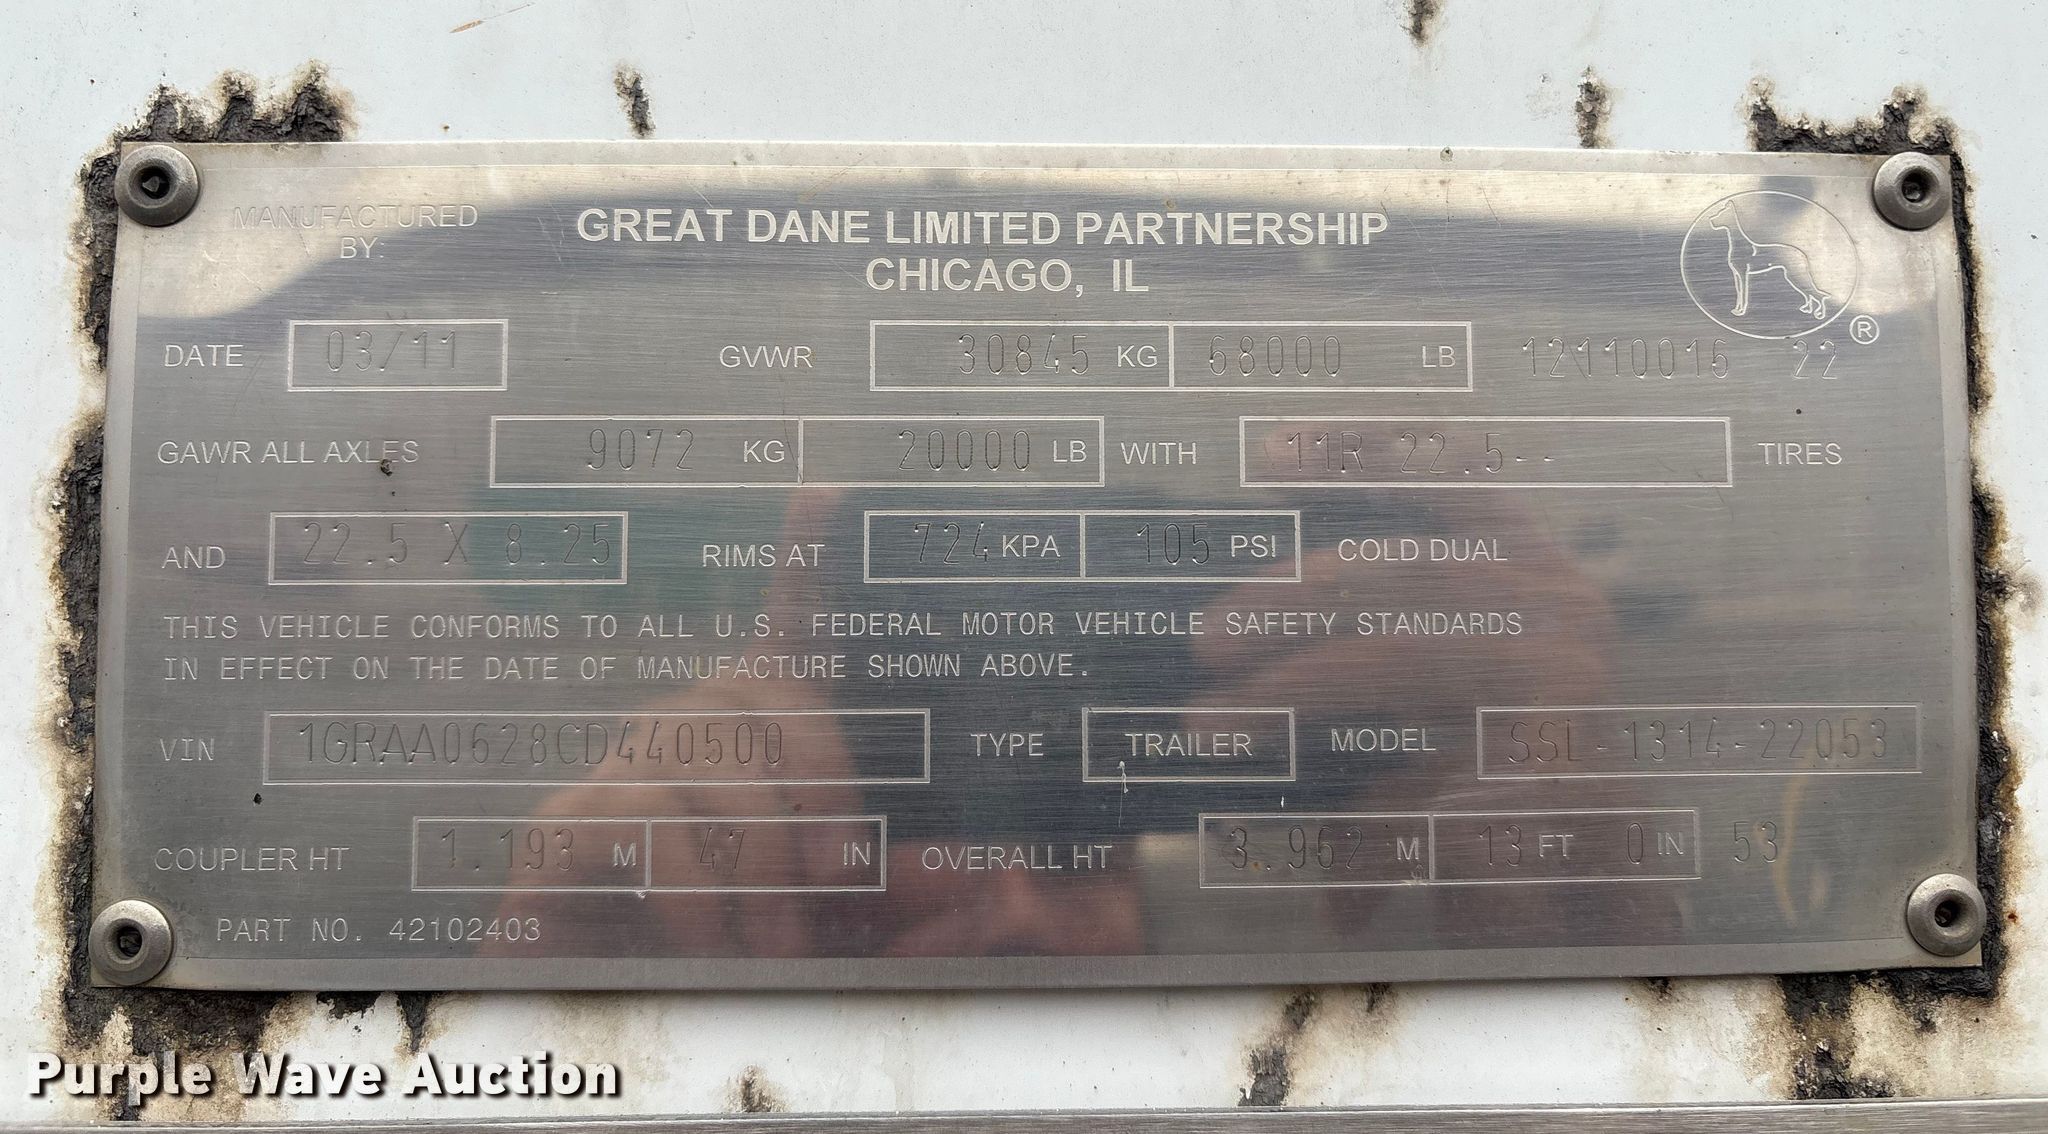 MANUFACTURED BY: GREAT DANE LIMITED PARTNERSHIP
CHICAGO, IL
®
DATE 03/11 GVWR 30845 KG 68000 LB 12110016 22
GAWR ALL AXLES 9072 KG 20000 LB WITH 11R 22.5-- TIRES
AND 22.5 X 8.25 RIMS AT 724 KPA 105 PSI COLD DUAL
THIS VEHICLE CONFORMS TO ALL U.S. FEDERAL MOTOR VEHICLE SAFETY STANDARDS
IN EFFECT ON THE DATE OF MANUFACTURE SHOWN ABOVE.
VIN 1GRAA0628CD440500 TYPE TRAILER MODEL SSL-1314-22053
COUPLER HT 1.193 M 47 IN OVERALL HT 3.962 M 13 FT 0 IN 53
PART NO. 42102403
Purple Wave Auction